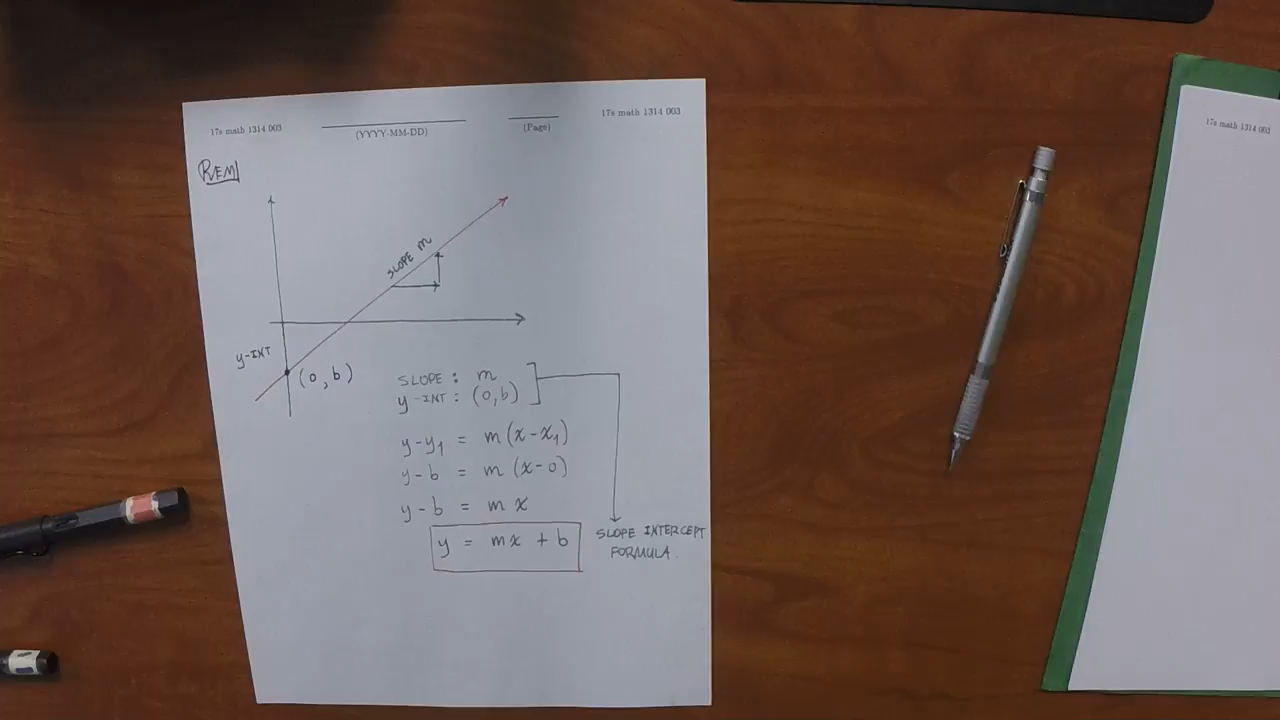 17s math 1314 003
(YYYY-MM-DD)
(Page)
17s math 1314 003
REM
SLOPE m
y-INT
(0,b)
SLOPE : m
y-INT : (0,b)
y-y₁ = m(x-x₁)
y-b = m(x-0)
y-b = mx
y = mx + b
SLOPE INTERCEPT
FORMULA.
17s math 1314 003